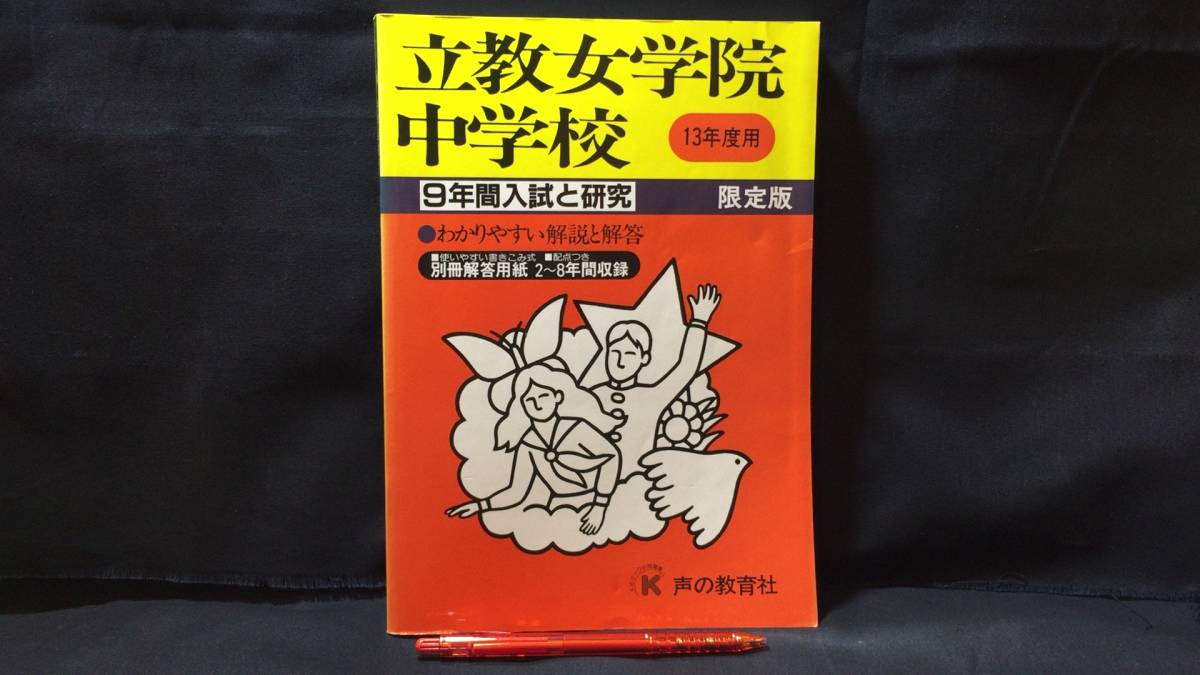 立教女学院
中学校
13年度用
9年間入試と研究
限定版
●わかりやすい解説と解答
■使いやすい書きこみ式 ■配点つき
別冊解答用紙 2〜8年間収録
K 声の教育社